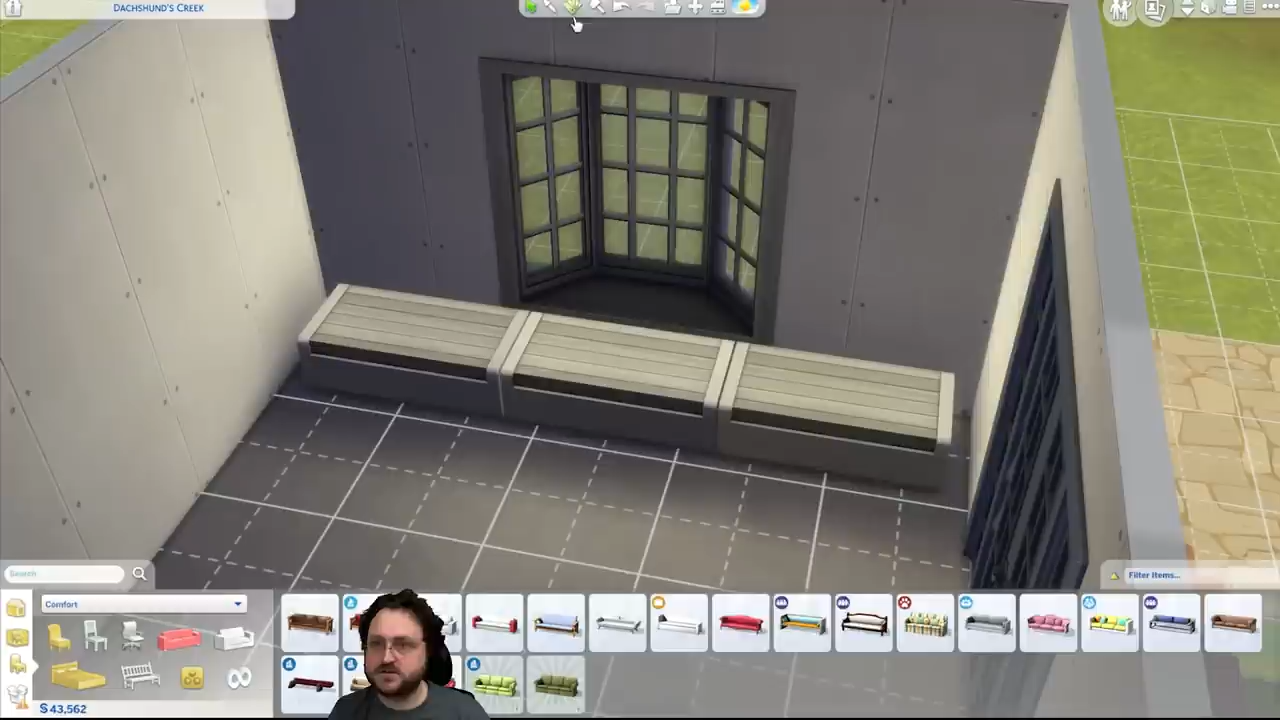 DACHSHUND'S CREEK
Search
Filter Items...
Comfort
$43,562